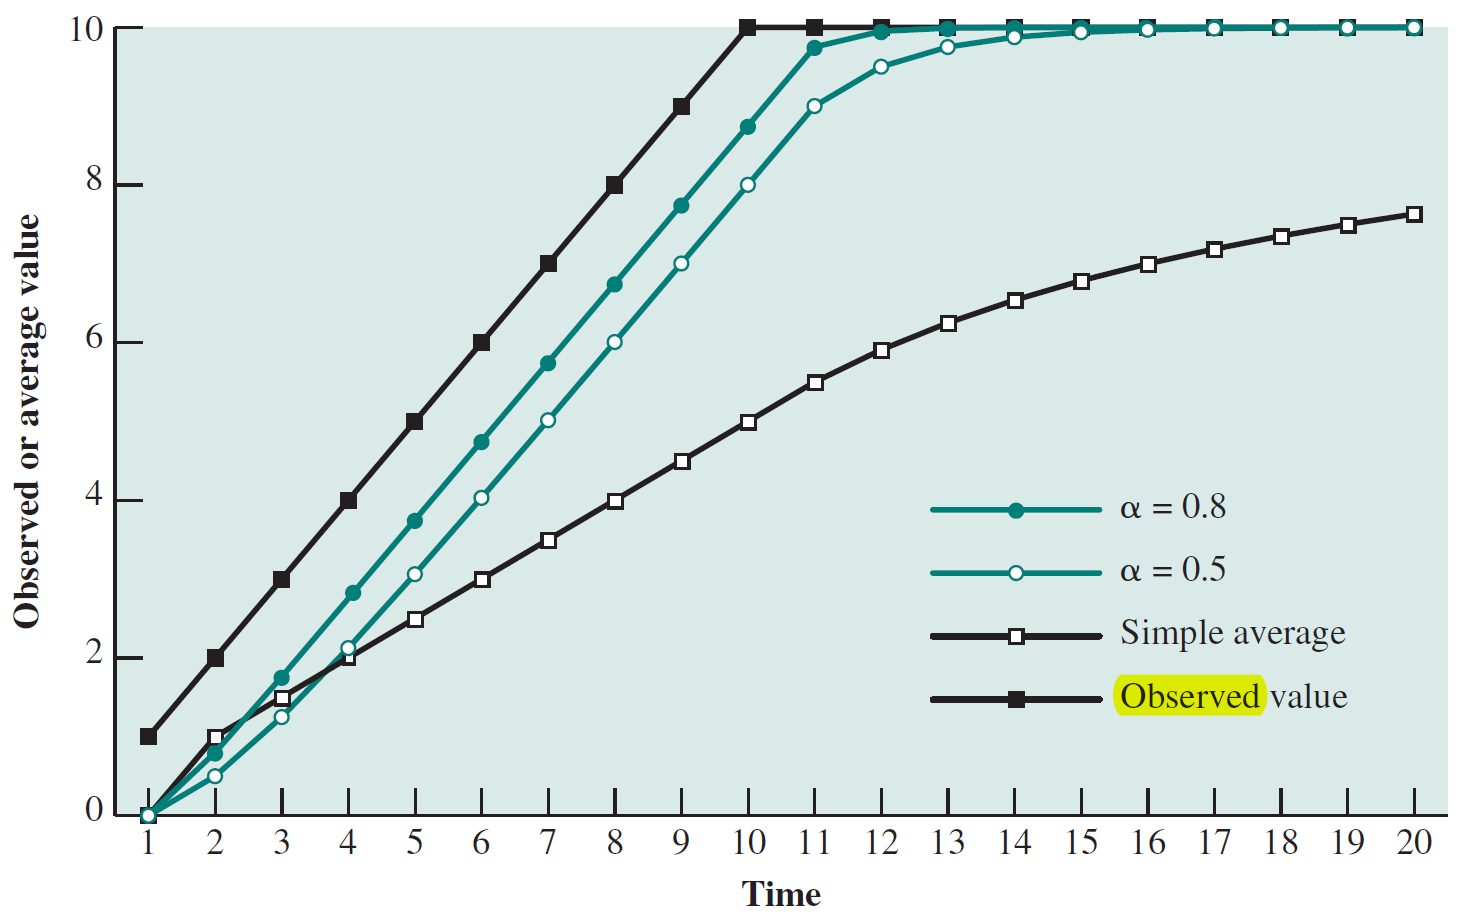 Observed or average value
10
8
6
4
2
0
α = 0.8
α = 0.5
Simple average
Observed value
1 2 3 4 5 6 7 8 9 10 11 12 13 14 15 16 17 18 19 20
Time